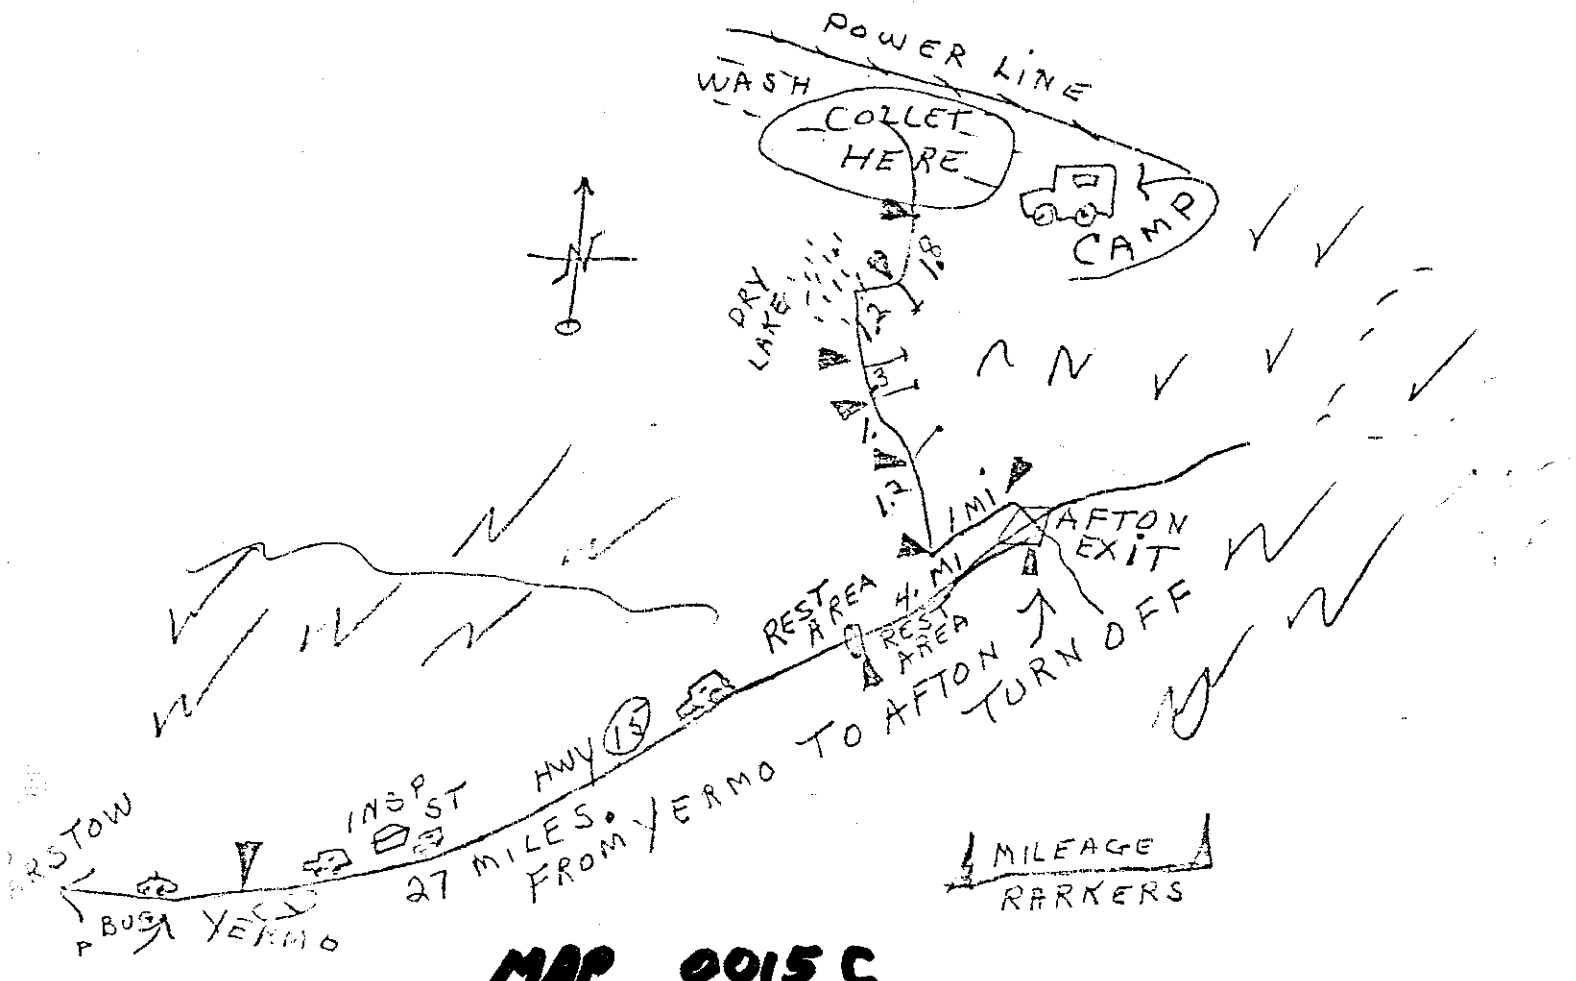 POWER LINE
WASH
COLLET
HERE
CAMP
N
1.8
DRY
LAKE
.2
.3
1.
1.2
1 MI
AFTON
EXIT
4. MI
REST
AREA
REST
AREA
HWY 15
INSP
ST
27 MILES.
FROM YERMO TO AFTON
TURN OFF
ARSTOW
BUG
YERMO
MILEAGE
RARKERS
MAP 0015C